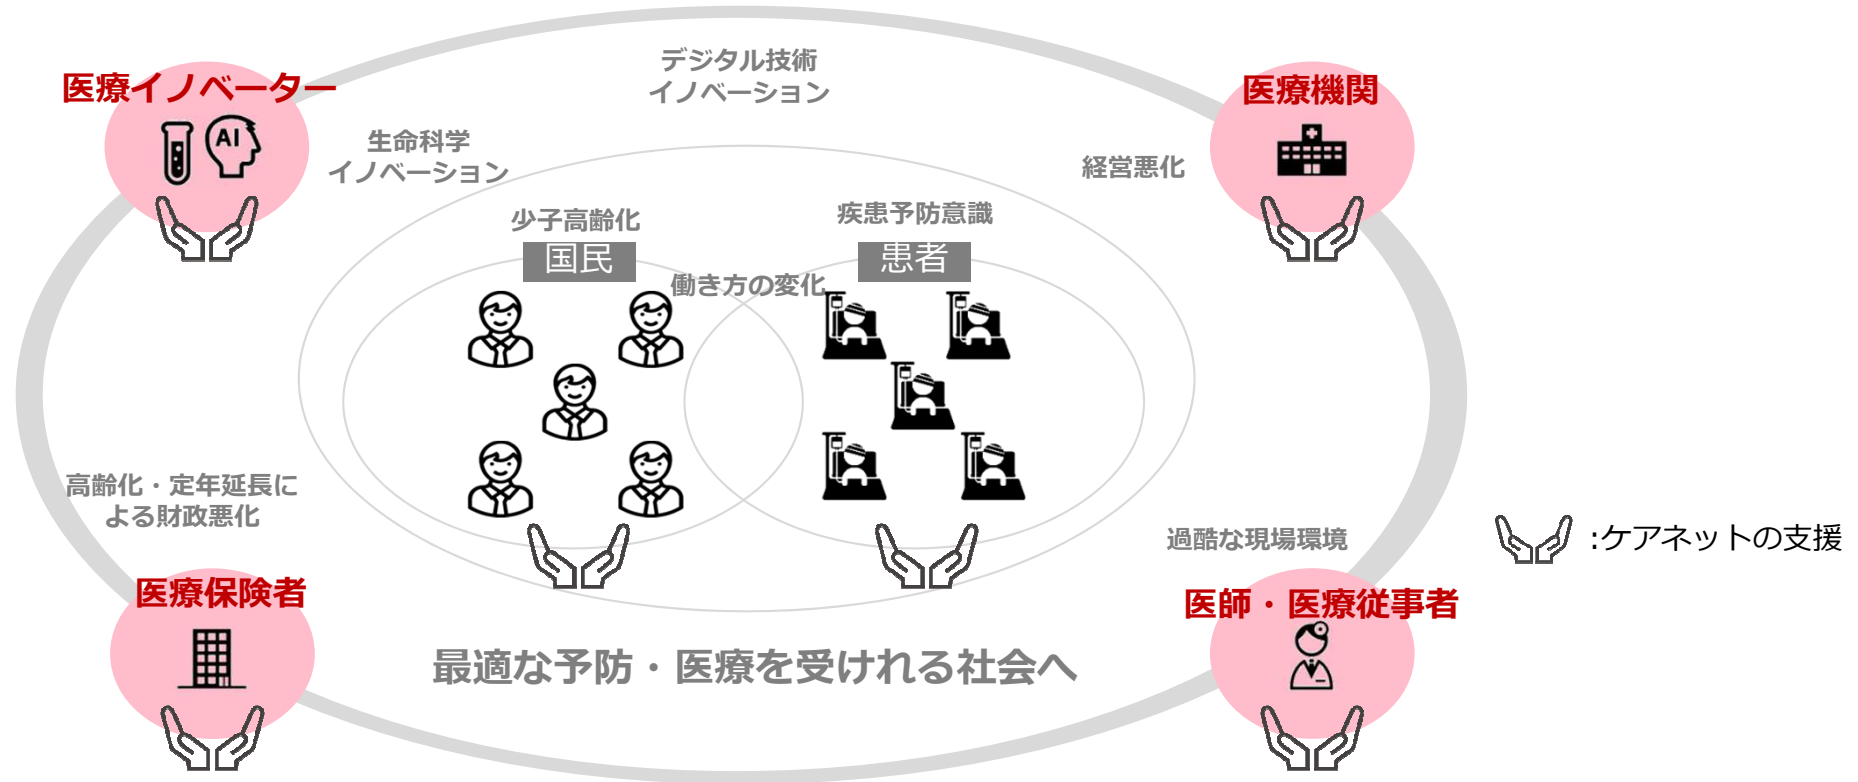 デジタル技術
イノベーション
医療イノベーター
AI
生命科学
イノベーション
医療機関
経営悪化
少子高齢化
国民
疾患予防意識
患者
働き方の変化
高齢化・定年延長に
よる財政悪化
医療保険者
過酷な現場環境
医師・医療従事者
:ケアネットの支援
最適な予防・医療を受けれる社会へ